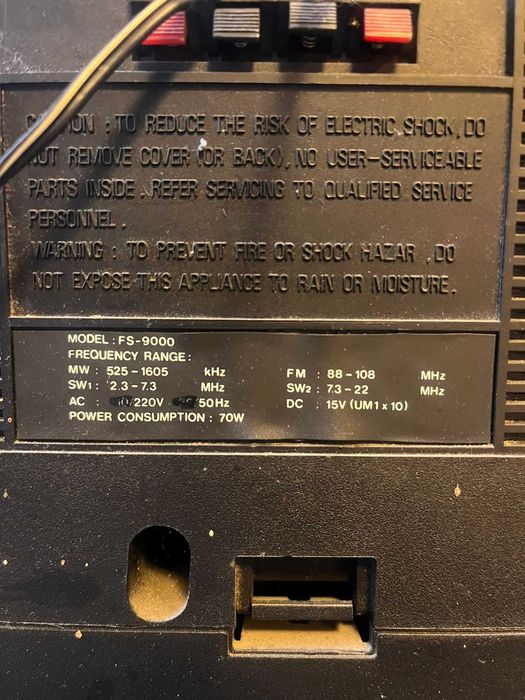 CAUTION : TO REDUCE THE RISK OF ELECTRIC SHOCK, DO
NOT REMOVE COVER (OR BACK), NO USER-SERVICEABLE
PARTS INSIDE . REFER SERVICING TO QUALIFIED SERVICE
PERSONNEL .
WARNING : TO PREVENT FIRE OR SHOCK HAZAR , DO
NOT EXPOSE THIS APPLIANCE TO RAIN OR MOISTURE .
MODEL : FS-9000
FREQUENCY RANGE :
MW : 525-1605 kHz FM : 88-108 MHz
SW1 : 2.3-7.3 MHz SW2 : 7.3-22 MHz
AC : /220V /50Hz DC : 15V (UM1 x 10)
POWER CONSUMPTION : 70W